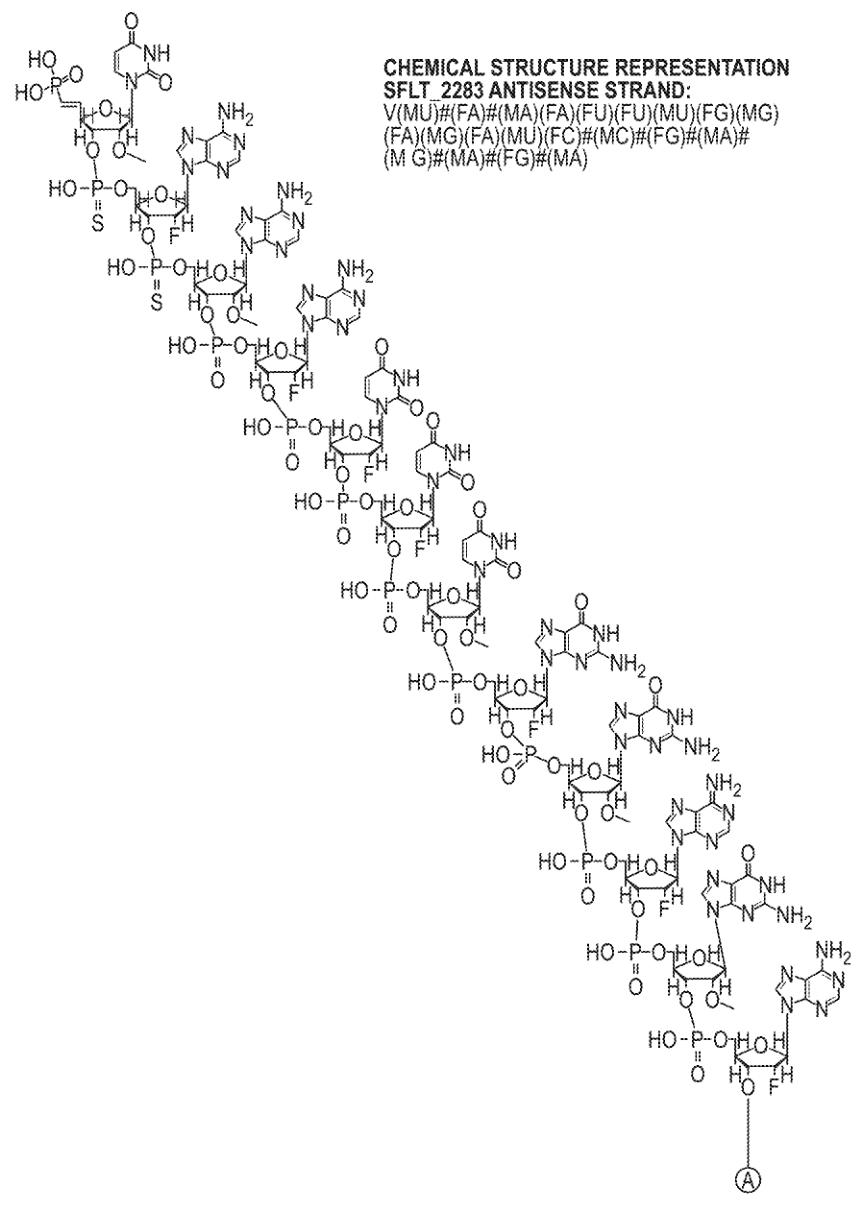 CHEMICAL STRUCTURE REPRESENTATION
SFLT_2283 ANTISENSE STRAND:
V(MU)#(FA)#(MA)(FA)(FU)(FU)(MU)(FG)(MG)
(FA)(MG)(FA)(MU)(FC)#(MC)#(FG)#(MA)#
(M G)#(MA)#(FG)#(MA)
A